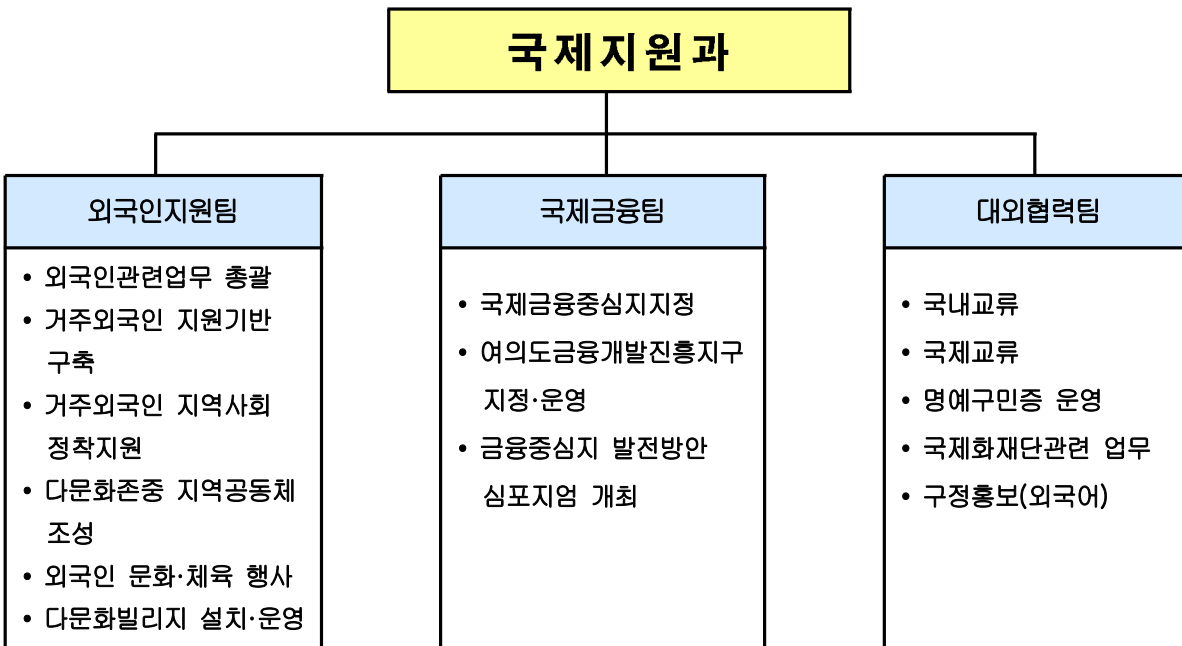 국제지원과
외국인지원팀
• 외국인관련업무 총괄
• 거주외국인 지원기반
구축
• 거주외국인 지역사회
정착지원
• 다문화존중 지역공동체
조성
• 외국인 문화·체육 행사
• 다문화빌리지 설치·운영
국제금융팀
• 국제금융중심지지정
• 여의도금융개발진흥지구
지정·운영
• 금융중심지 발전방안
심포지엄 개최
대외협력팀
• 국내교류
• 국제교류
• 명예구민증 운영
• 국제화재단관련 업무
• 구정홍보(외국어)